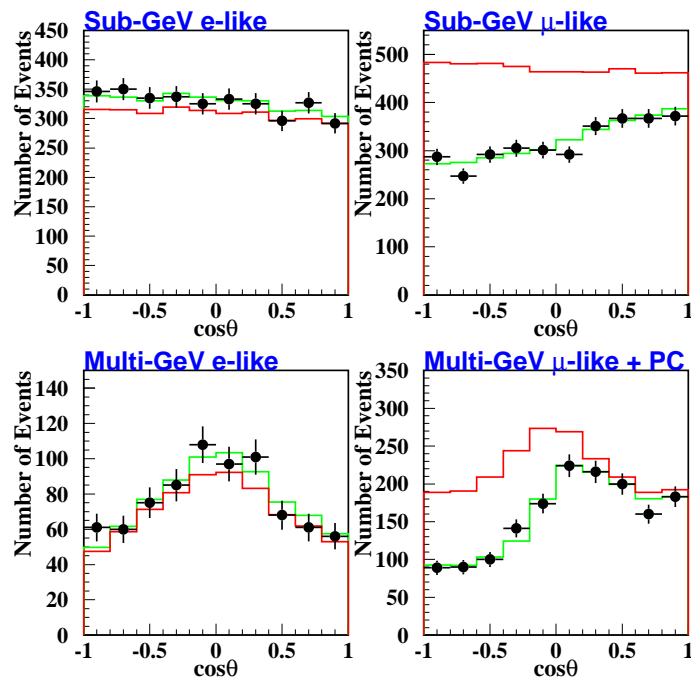 Sub-GeV e-like
Number of Events
450
400
350
300
250
200
150
100
50
0
-1 -0.5 0 0.5 1
cosθ
Sub-GeV μ-like
Number of Events
500
400
300
200
100
0
-1 -0.5 0 0.5 1
cosθ
Multi-GeV e-like
Number of Events
140
120
100
80
60
40
20
0
-1 -0.5 0 0.5 1
cosθ
Multi-GeV μ-like + PC
Number of Events
350
300
250
200
150
100
50
0
-1 -0.5 0 0.5 1
cosθ